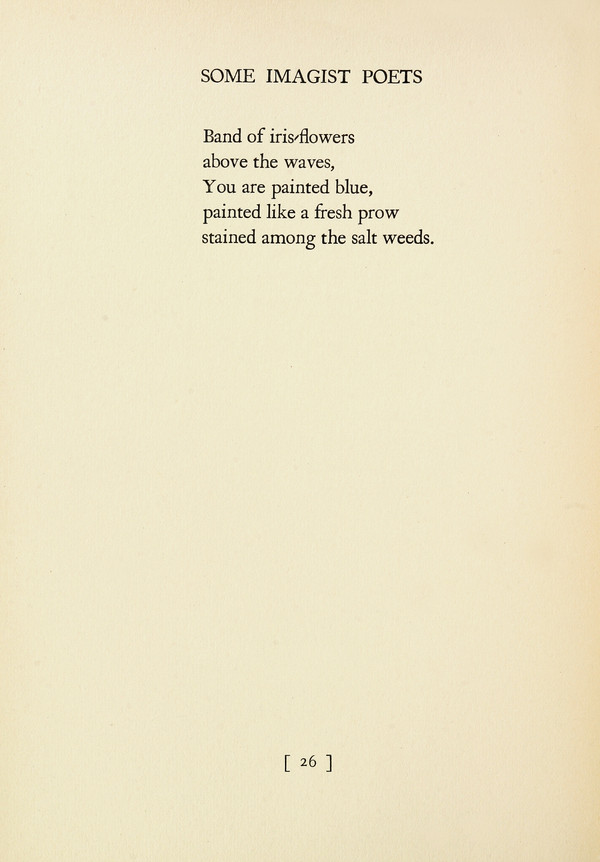 SOME IMAGIST POETS
Band of iris-flowers
above the waves,
You are painted blue,
painted like a fresh prow
stained among the salt weeds.
[ 26 ]